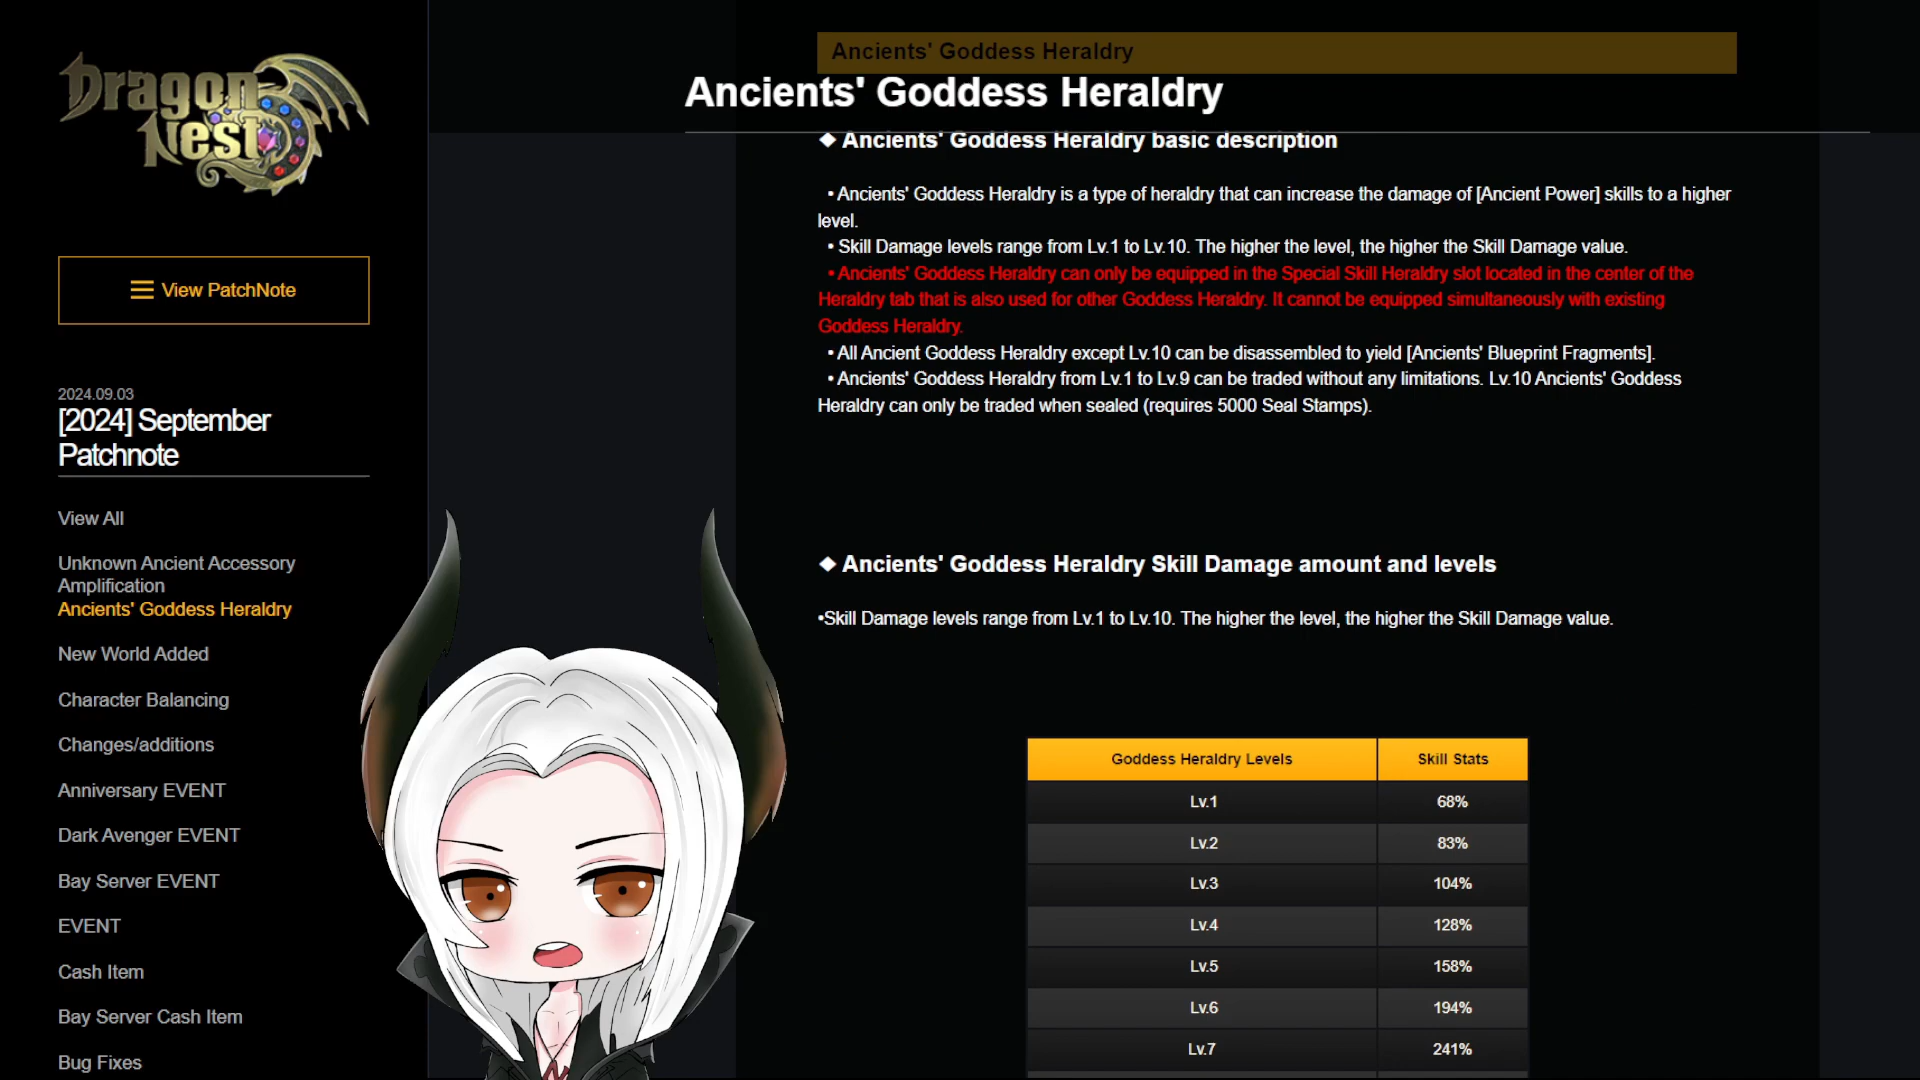 Dragon
Nest
View PatchNote
2024.09.03
[2024] September
Patchnote
View All
Unknown Ancient Accessory
Amplification
Ancients' Goddess Heraldry
New World Added
Character Balancing
Changes/additions
Anniversary EVENT
Dark Avenger EVENT
Bay Server EVENT
EVENT
Cash Item
Bay Server Cash Item
Bug Fixes
Ancients' Goddess Heraldry
Ancients' Goddess Heraldry
◆ Ancients' Goddess Heraldry basic description
• Ancients' Goddess Heraldry is a type of heraldry that can increase the damage of [Ancient Power] skills to a higher
level.
• Skill Damage levels range from Lv.1 to Lv.10. The higher the level, the higher the Skill Damage value.
• Ancients' Goddess Heraldry can only be equipped in the Special Skill Heraldry slot located in the center of the
Heraldry tab that is also used for other Goddess Heraldry. It cannot be equipped simultaneously with existing
Goddess Heraldry.
• All Ancient Goddess Heraldry except Lv.10 can be disassembled to yield [Ancients' Blueprint Fragments].
• Ancients' Goddess Heraldry from Lv.1 to Lv.9 can be traded without any limitations. Lv.10 Ancients' Goddess
Heraldry can only be traded when sealed (requires 5000 Seal Stamps).
◆ Ancients' Goddess Heraldry Skill Damage amount and levels
•Skill Damage levels range from Lv.1 to Lv.10. The higher the level, the higher the Skill Damage value.
Goddess Heraldry Levels Skill Stats
Lv.1 68%
Lv.2 83%
Lv.3 104%
Lv.4 128%
Lv.5 158%
Lv.6 194%
Lv.7 241%